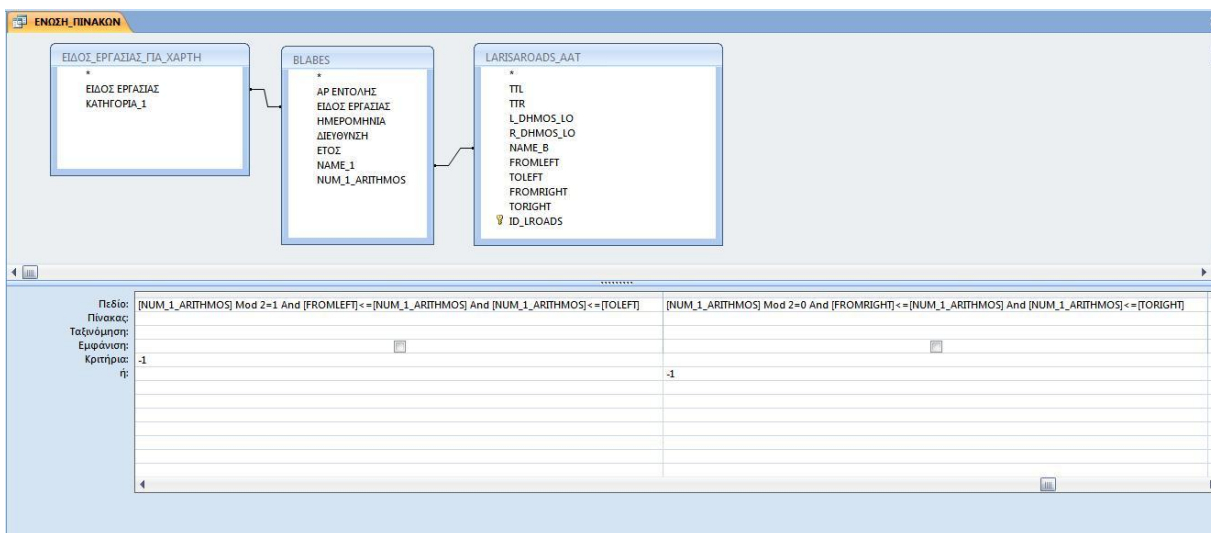 ΕΝΩΣΗ_ΠΙΝΑΚΩΝ
ΕΙΔΟΣ_ΕΡΓΑΣΙΑΣ_ΓΙΑ_ΧΑΡΤΗ
*
ΕΙΔΟΣ ΕΡΓΑΣΙΑΣ
ΚΑΤΗΓΟΡΙΑ_1
BLABES
*
ΑΡ ΕΝΤΟΛΗΣ
ΕΙΔΟΣ ΕΡΓΑΣΙΑΣ
ΗΜΕΡΟΜΗΝΙΑ
ΔΙΕΥΘΥΝΣΗ
ΕΤΟΣ
NAME_1
NUM_1_ARITHMOS
LARISAROADS_AAT
*
TTL
TTR
L_DHMOS_LO
R_DHMOS_LO
NAME_B
FROMLEFT
TOLEFT
FROMRIGHT
TORIGHT
ID_LROADS
Πεδίο: [NUM_1_ARITHMOS] Mod 2=1 And [FROMLEFT]<=[NUM_1_ARITHMOS] And [NUM_1_ARITHMOS]<=[TOLEFT] [NUM_1_ARITHMOS] Mod 2=0 And [FROMRIGHT]<=[NUM_1_ARITHMOS] And [NUM_1_ARITHMOS]<=[TORIGHT]
Πίνακας:
Ταξινόμηση:
Εμφάνιση:
Κριτήρια: -1
ή: -1